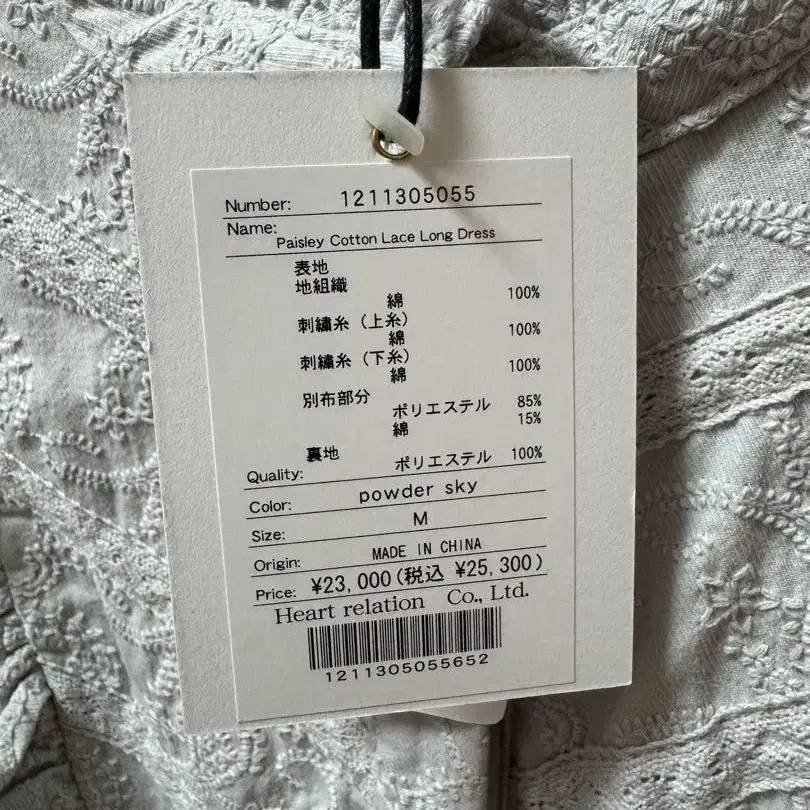 Number: 1211305055
Name:
Paisley Cotton Lace Long Dress
表地
地組織
綿 100%
刺繍糸（上糸）
綿 100%
刺繍糸（下糸）
綿 100%
別布部分
ポリエステル 85%
綿 15%
裏地
Quality: ポリエステル 100%
Color: powder sky
Size: M
Origin: MADE IN CHINA
Price: ¥23,000(税込 ¥25,300)
Heart relation Co., Ltd.
1211305055652